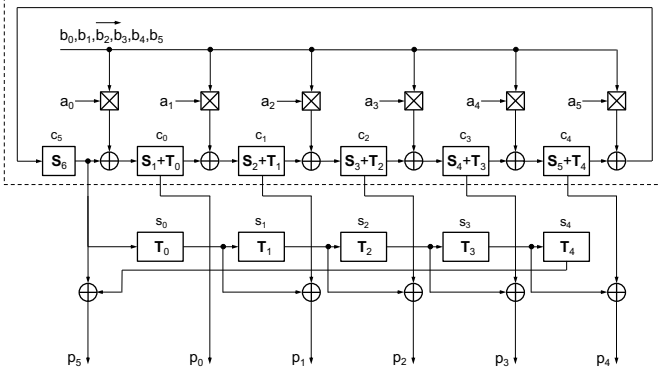 b₀,b₁,b₂,b₃,b₄,b₅
a₀ a₁ a₂ a₃ a₄ a₅
c₅ c₀ c₁ c₂ c₃ c₄
S₆ S₁+T₀ S₂+T₁ S₃+T₂ S₄+T₃ S₅+T₄
s₀ s₁ s₂ s₃ s₄
T₀ T₁ T₂ T₃ T₄
p₅ p₀ p₁ p₂ p₃ p₄